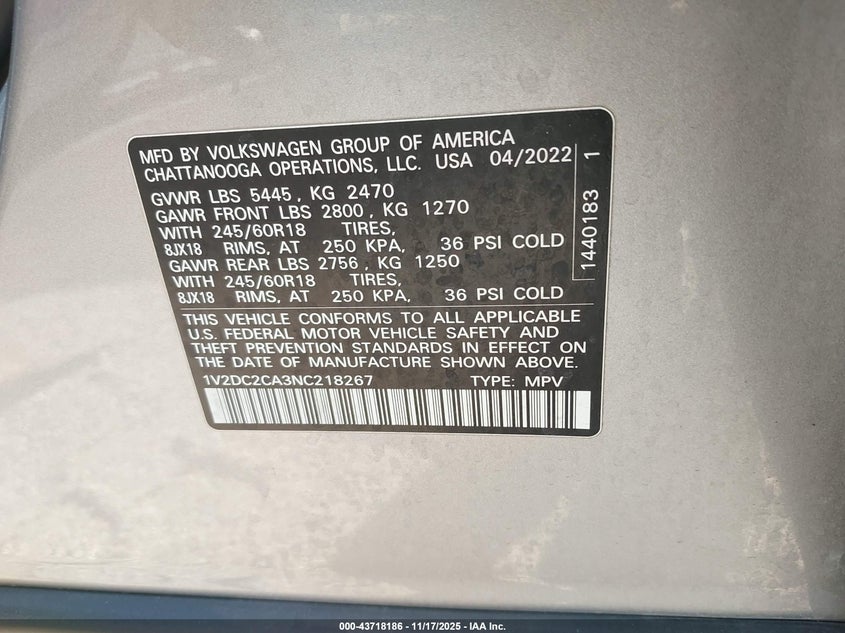 MFD BY VOLKSWAGEN GROUP OF AMERICA
CHATTANOOGA OPERATIONS, LLC. USA 04/2022
GVWR LBS 5445, KG 2470
GAWR FRONT LBS 2800, KG 1270
WITH 245/60R18 TIRES,
8JX18 RIMS, AT 250 KPA, 36 PSI COLD
GAWR REAR LBS 2756, KG 1250
WITH 245/60R18 TIRES,
8JX18 RIMS, AT 250 KPA, 36 PSI COLD
1440183 1
THIS VEHICLE CONFORMS TO ALL APPLICABLE
U.S. FEDERAL MOTOR VEHICLE SAFETY AND
THEFT PREVENTION STANDARDS IN EFFECT ON
THE DATE OF MANUFACTURE SHOWN ABOVE.
1V2DC2CA3NC218267 TYPE: MPV
000-43718186 - 11/17/2025 - IAA Inc.